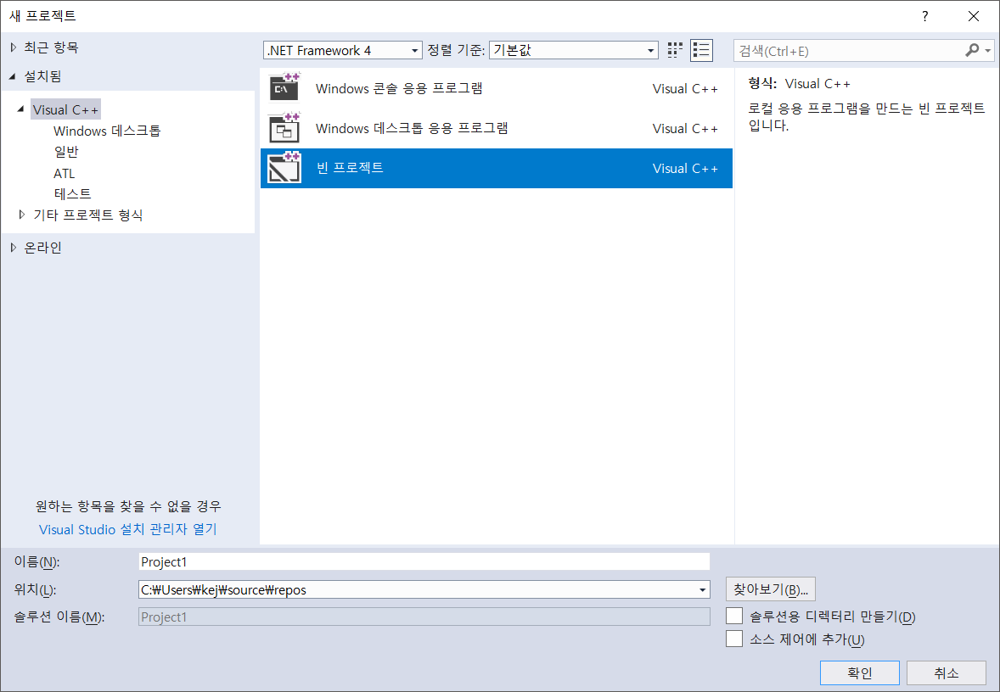 새 프로젝트
?
최근 항목
설치됨
Visual C++
Windows 데스크톱
일반
ATL
테스트
기타 프로젝트 형식
온라인
원하는 항목을 찾을 수 없을 경우
Visual Studio 설치 관리자 열기
.NET Framework 4 정렬 기준: 기본값
검색(Ctrl+E)
Windows 콘솔 응용 프로그램 Visual C++
Windows 데스크톱 응용 프로그램 Visual C++
빈 프로젝트 Visual C++
형식: Visual C++
로컬 응용 프로그램을 만드는 빈 프로젝트
입니다.
이름(N): Project1
위치(L): C:₩Users₩kej₩source₩repos 찾아보기(B)...
솔루션 이름(M): Project1 솔루션용 디렉터리 만들기(D)
소스 제어에 추가(U)
확인 취소